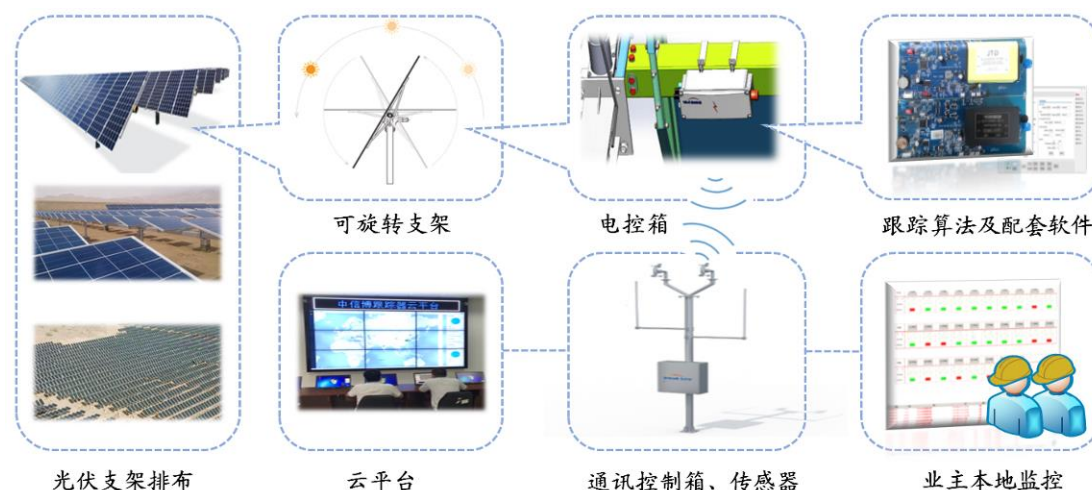 JTD
可旋转支架
电控箱
跟踪算法及配套软件
中信博跟踪器云平台
光伏支架排布
云平台
通讯控制箱、传感器
业主本地监控